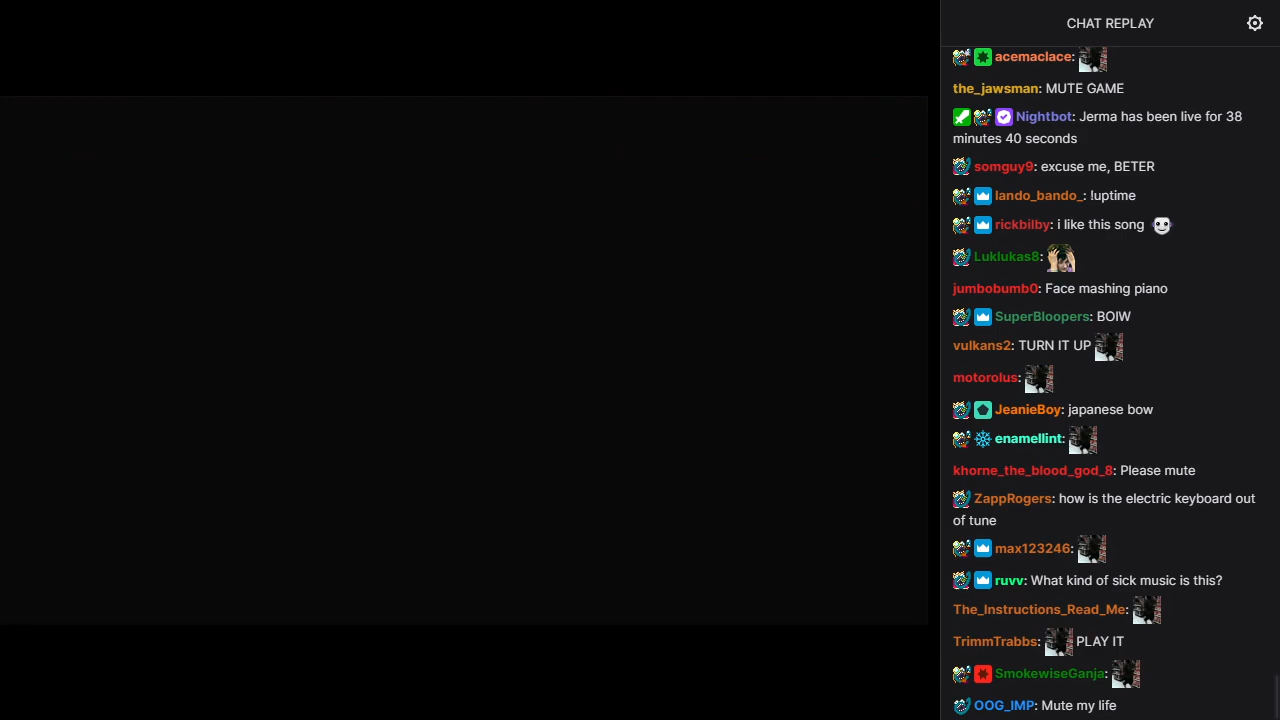 CHAT REPLAY
acemaclace:
the_jawsman: MUTE GAME
Nightbot: Jerma has been live for 38
minutes 40 seconds
somguy9: excuse me, BETER
lando_bando_: !uptime
rickbilby: i like this song
Luklukas8:
jumbobumb0: Face mashing piano
SuperBloopers: BOIW
vulkans2: TURN IT UP
motorolus:
JeanieBoy: japanese bow
enamellint:
khorne_the_blood_god_8: Please mute
ZappRogers: how is the electric keyboard out
of tune
max123246:
ruvv: What kind of sick music is this?
The_Instructions_Read_Me:
TrimmTrabbs: PLAY IT
SmokewiseGanja:
OOG_IMP: Mute my life